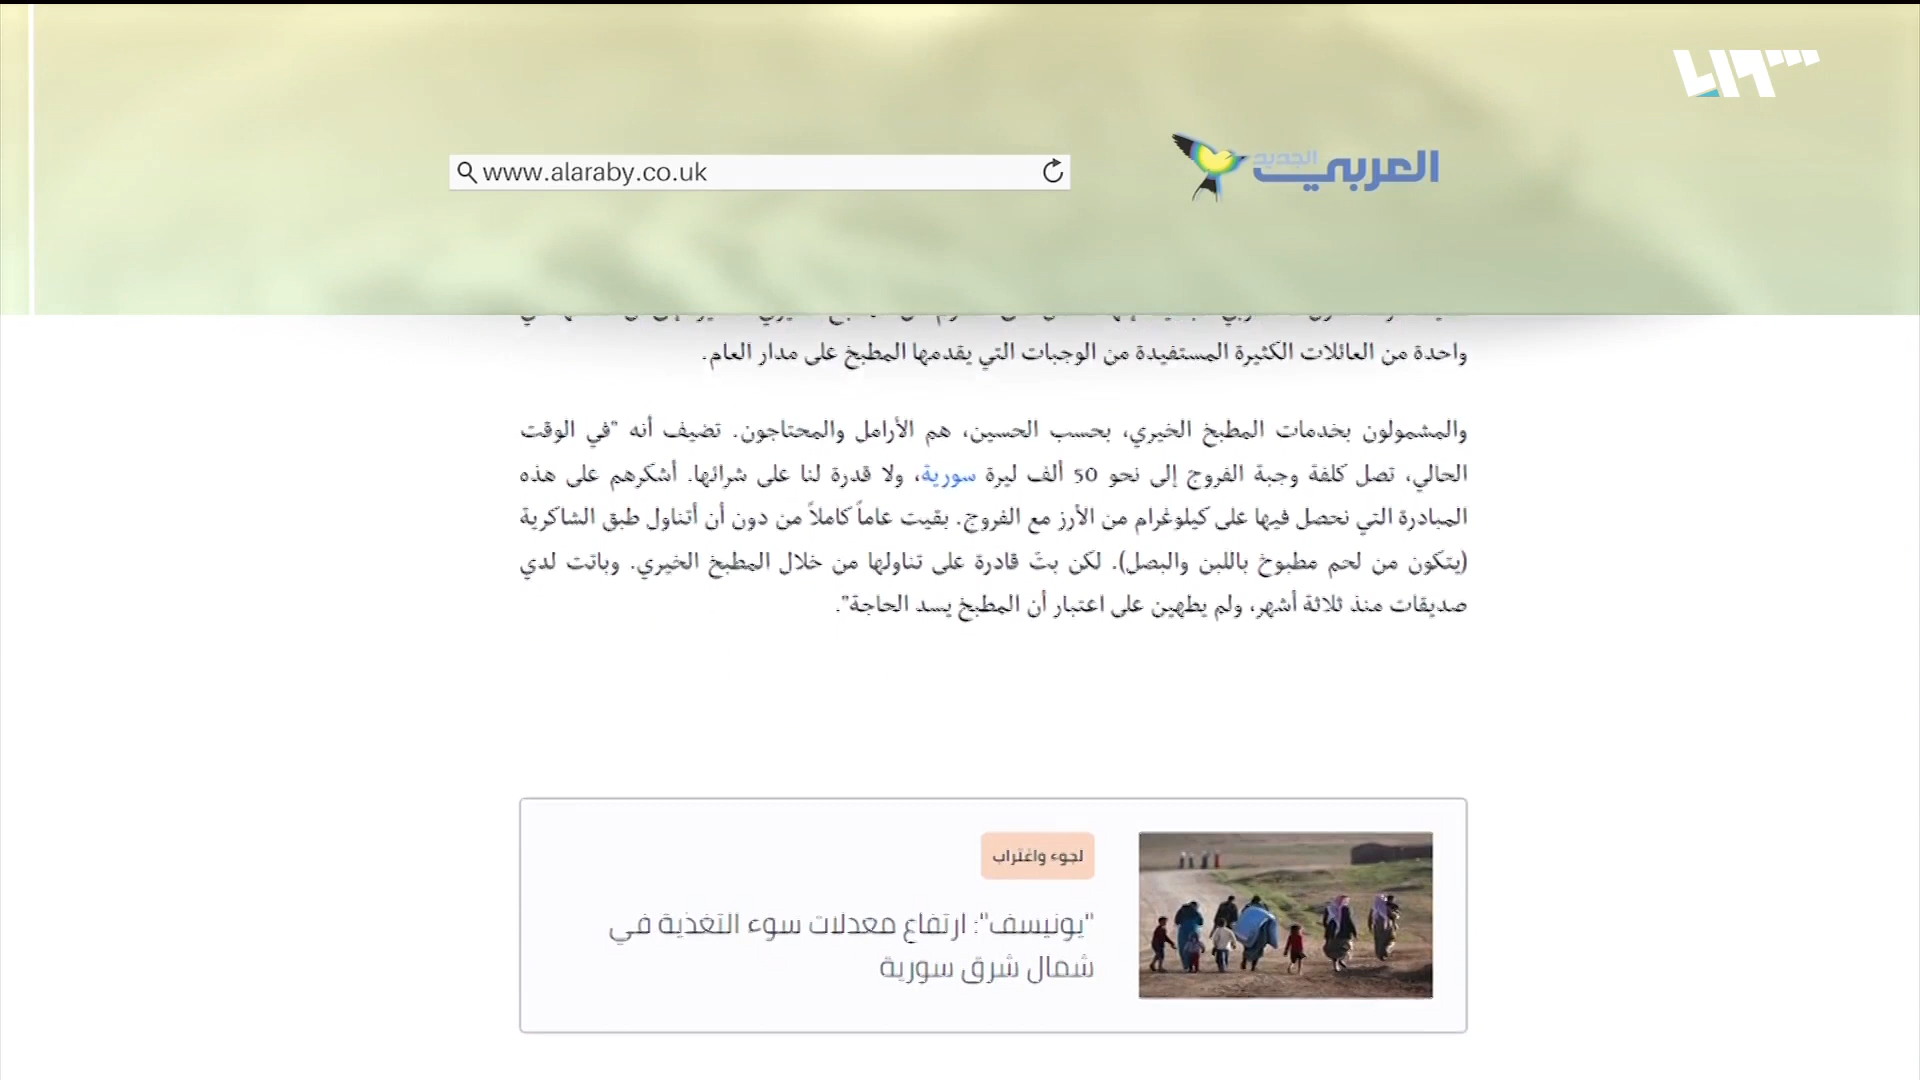 www.alaraby.co.uk
العربي الجديد
واحدة من العائلات الكثيرة المستفيدة من الوجبات التي يقدمها المطبخ على مدار العام.
والمشمولون بخدمات المطبخ الخيري، بحسب الحسين، هم الأرامل والمحتاجون. تضيف أنه "في الوقت
الحالي، تصل كلفة وجبة الفروج إلى نحو 50 ألف ليرة سورية، ولا قدرة لنا على شرائها. أشكرهم على هذه
المبادرة التي نحصل فيها على كيلوغرام من الأرز مع الفروج. بقيت عاماً كاملاً من دون أن أتناول طبق الشاكرية
(يتكون من لحم مطبوخ باللبن والبصل). لكن بتّ قادرة على تناولها من خلال المطبخ الخيري. وباتت لدي
صديقات منذ ثلاثة أشهر، ولم يطهين على اعتبار أن المطبخ يسد الحاجة".
لجوء واغتراب
"يونيسف": ارتفاع معدلات سوء التغذية في
شمال شرق سورية